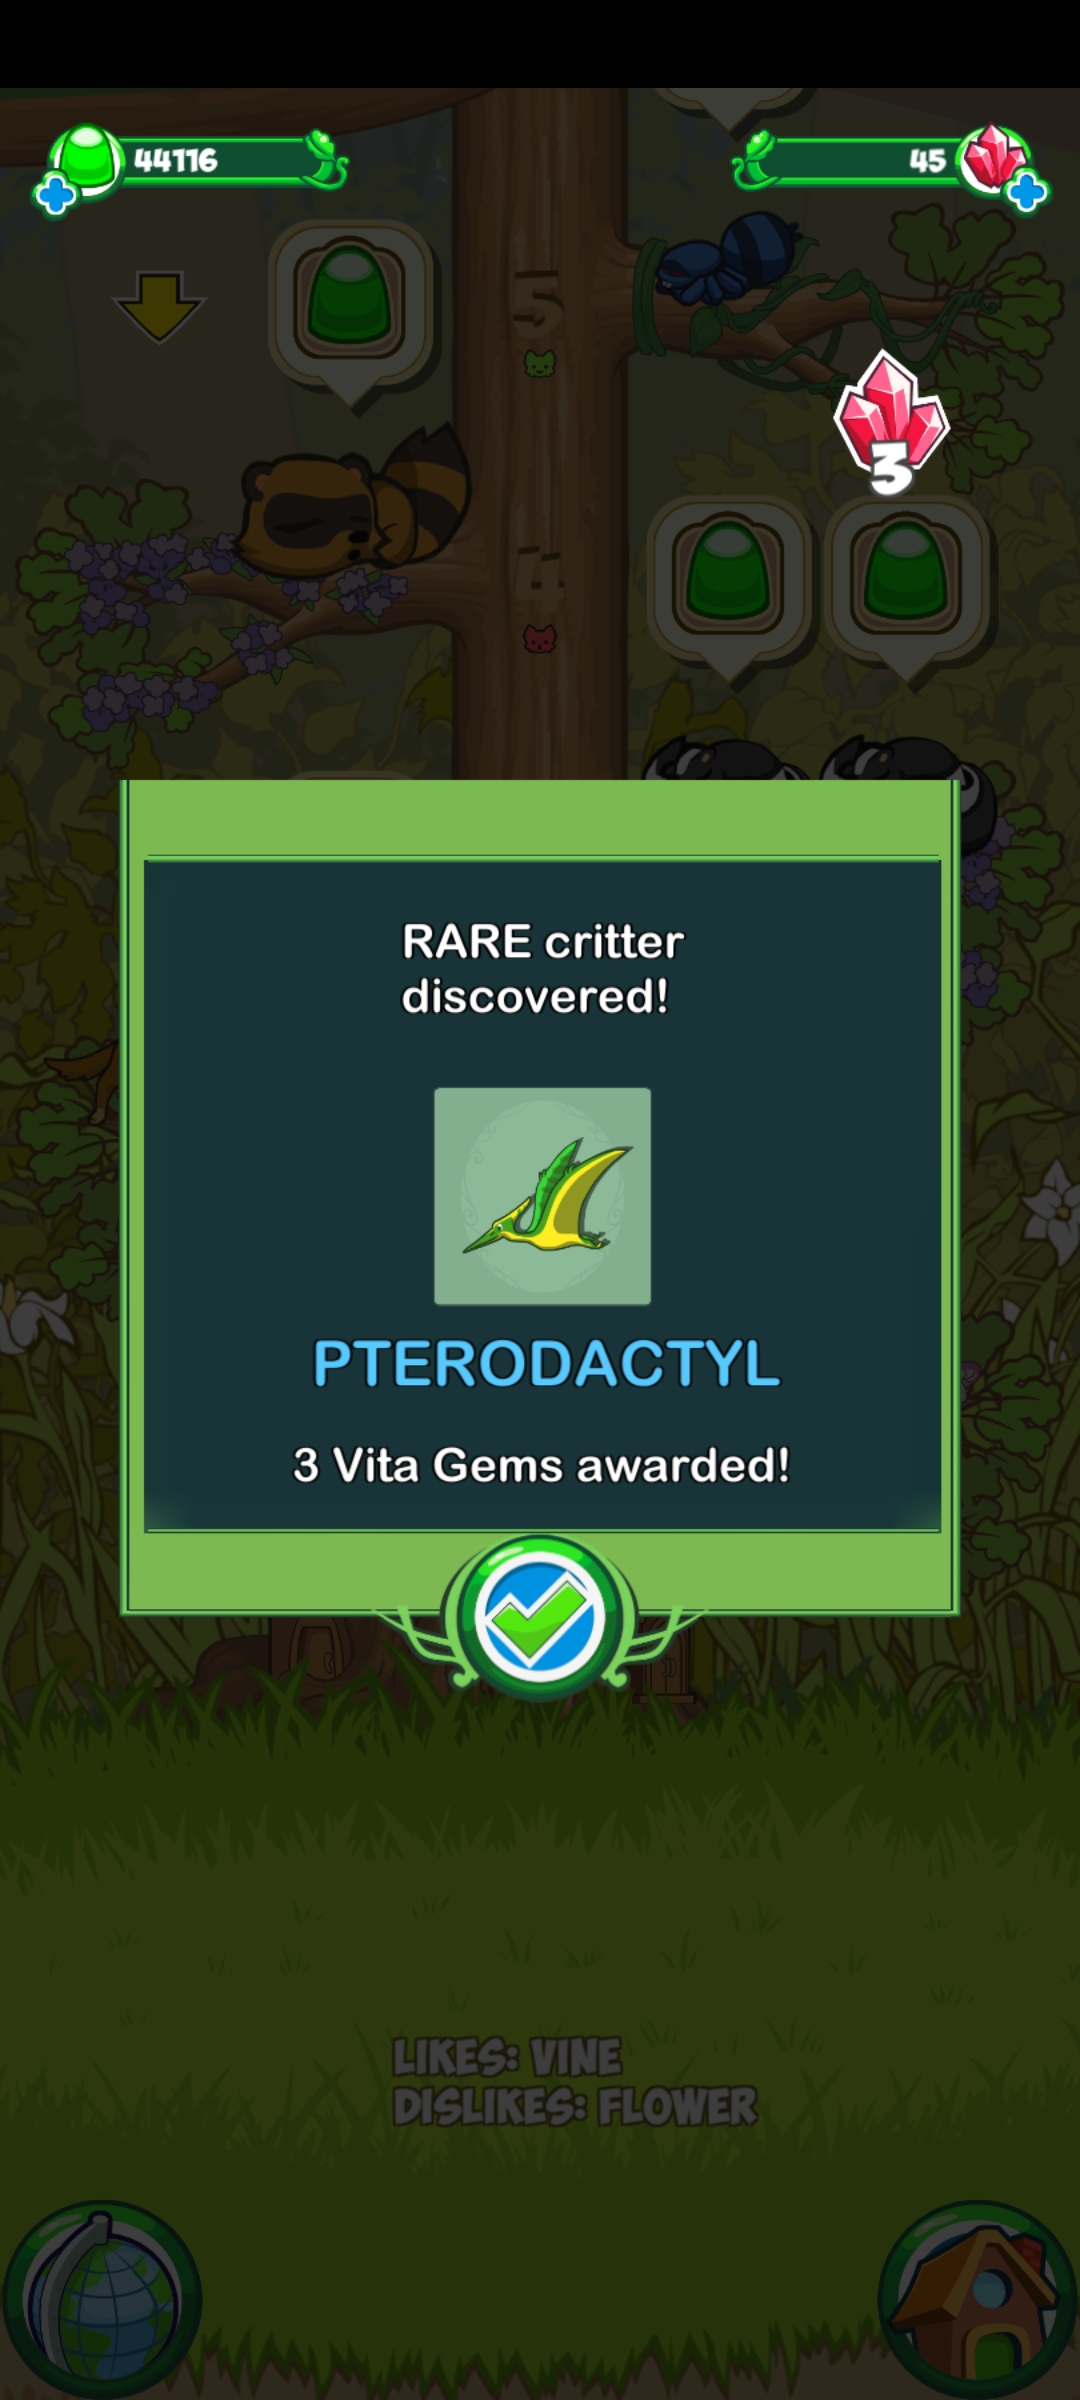 44116
45
5
3
4
RARE critter
discovered!
PTERODACTYL
3 Vita Gems awarded!
LIKES: VINE
DISLIKES: FLOWER